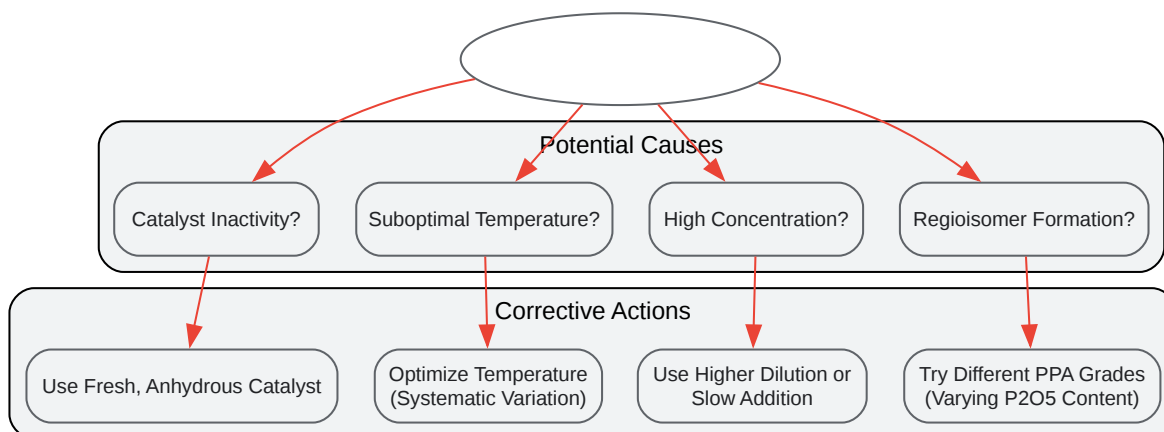 Potential Causes
Catalyst Inactivity?
Suboptimal Temperature?
High Concentration?
Regioisomer Formation?
Corrective Actions
Use Fresh, Anhydrous Catalyst
Optimize Temperature
(Systematic Variation)
Use Higher Dilution or
Slow Addition
Try Different PPA Grades
(Varying P2O5 Content)